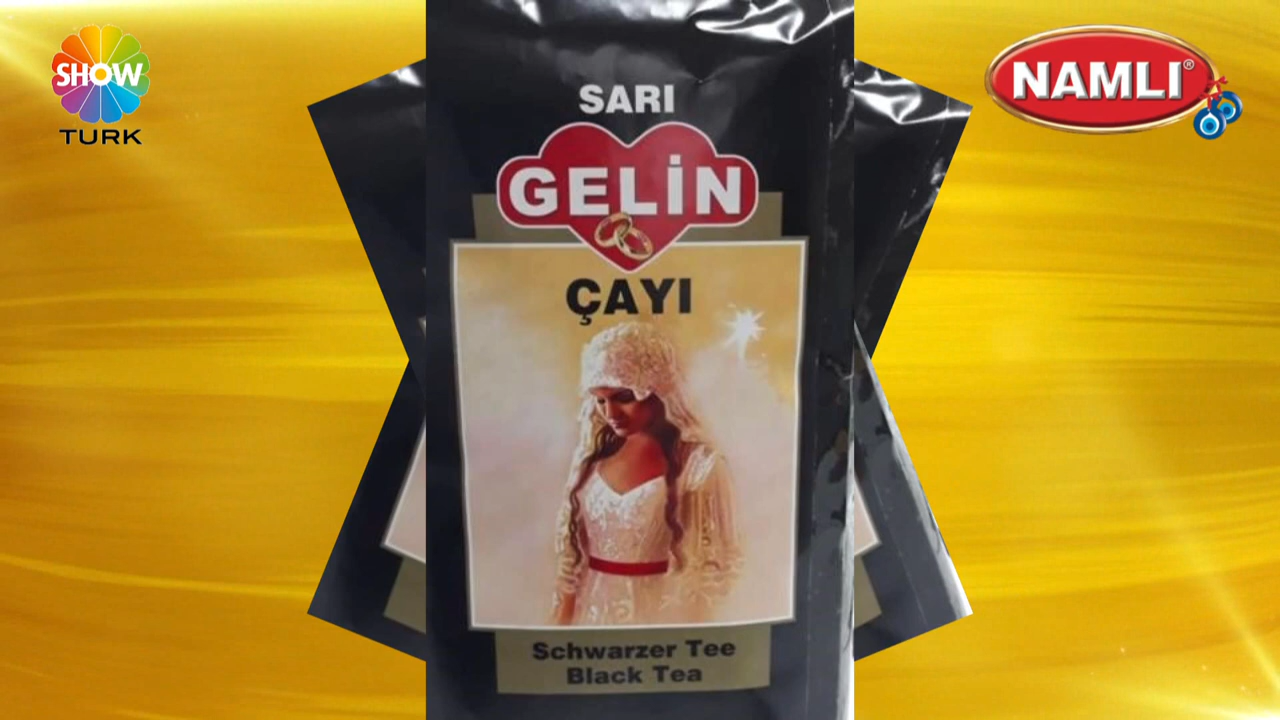 SHOW
TURK
NAMLI®
SARI
GELİN
ÇAYI
Schwarzer Tee
Black Tea